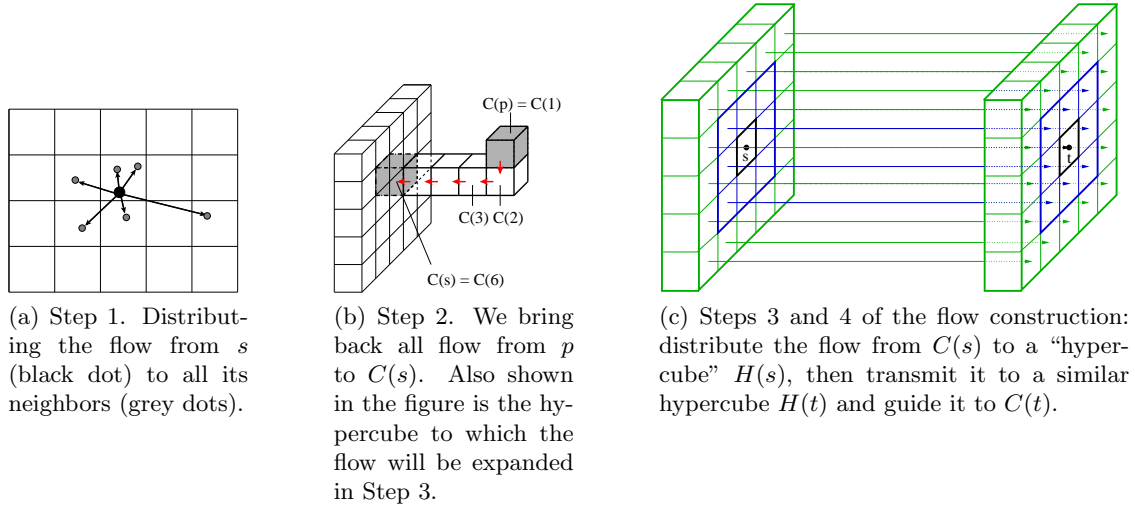 C(p) = C(1)
C(3)
C(2)
C(s) = C(6)
s
t
(a) Step 1. Distribut-
ing the flow from s
(black dot) to all its
neighbors (grey dots).
(b) Step 2. We bring
back all flow from p
to C(s). Also shown
in the figure is the hy-
percube to which the
flow will be expanded
in Step 3.
(c) Steps 3 and 4 of the flow construction:
distribute the flow from C(s) to a “hyper-
cube” H(s), then transmit it to a similar
hypercube H(t) and guide it to C(t).